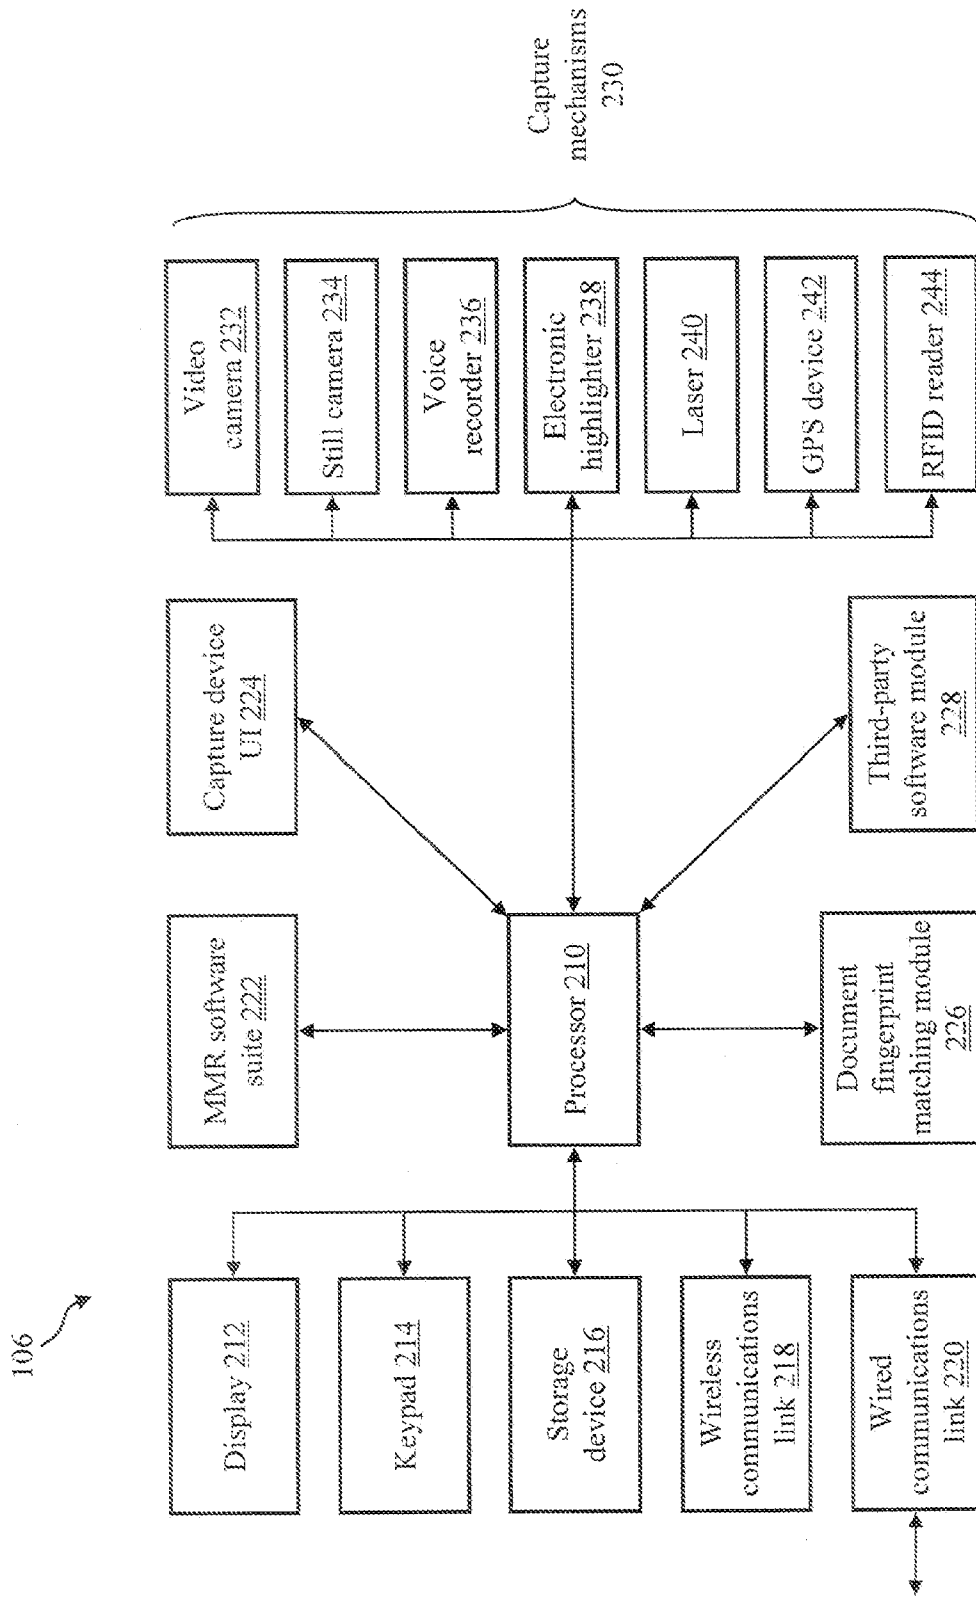 106
Display 212
Keypad 214
Storage
device 216
Wireless
communications
link 218
Wired
communications
link 220
MMR software
suite 222
Processor 210
Document
fingerprint
matching module
226
Capture device
UI 224
Third-party
software module
228
Video
camera 232
Still camera 234
Voice
recorder 236
Electronic
highlighter 238
Laser 240
GPS device 242
RFID reader 244
Capture
mechanisms
230